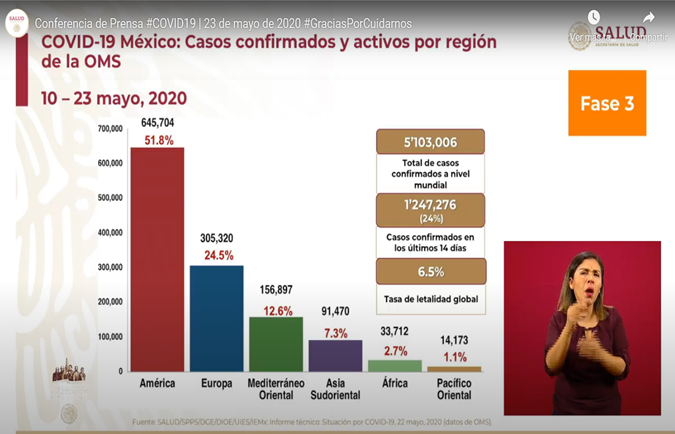 Conferencia de Prensa #COVID19 | 23 de mayo de 2020 #GraciasPorCuidarnos
SALUD
SECRETARÍA DE SALUD
Ver más
Compartir
COVID-19 México: Casos confirmados y activos por región
de la OMS
10 – 23 mayo, 2020
Fase 3
700,000
600,000
500,000
400,000
300,000
200,000
100,000
0
645,704
51.8%
305,320
24.5%
156,897
12.6%
91,470
7.3%
33,712
2.7%
14,173
1.1%
América
Europa
Mediterráneo
Oriental
Asia
Sudoriental
África
Pacífico
Oriental
5'103,006
Total de casos
confirmados a nivel
mundial
1'247,276
(24%)
Casos confirmados en
los últimos 14 días
6.5%
Tasa de letalidad global
Fuente: SALUD/SPPS/DGE/DIOE/UIES/IEMx: Informe técnico: Situación por COVID-19, 22 mayo, 2020 (datos de OMS).